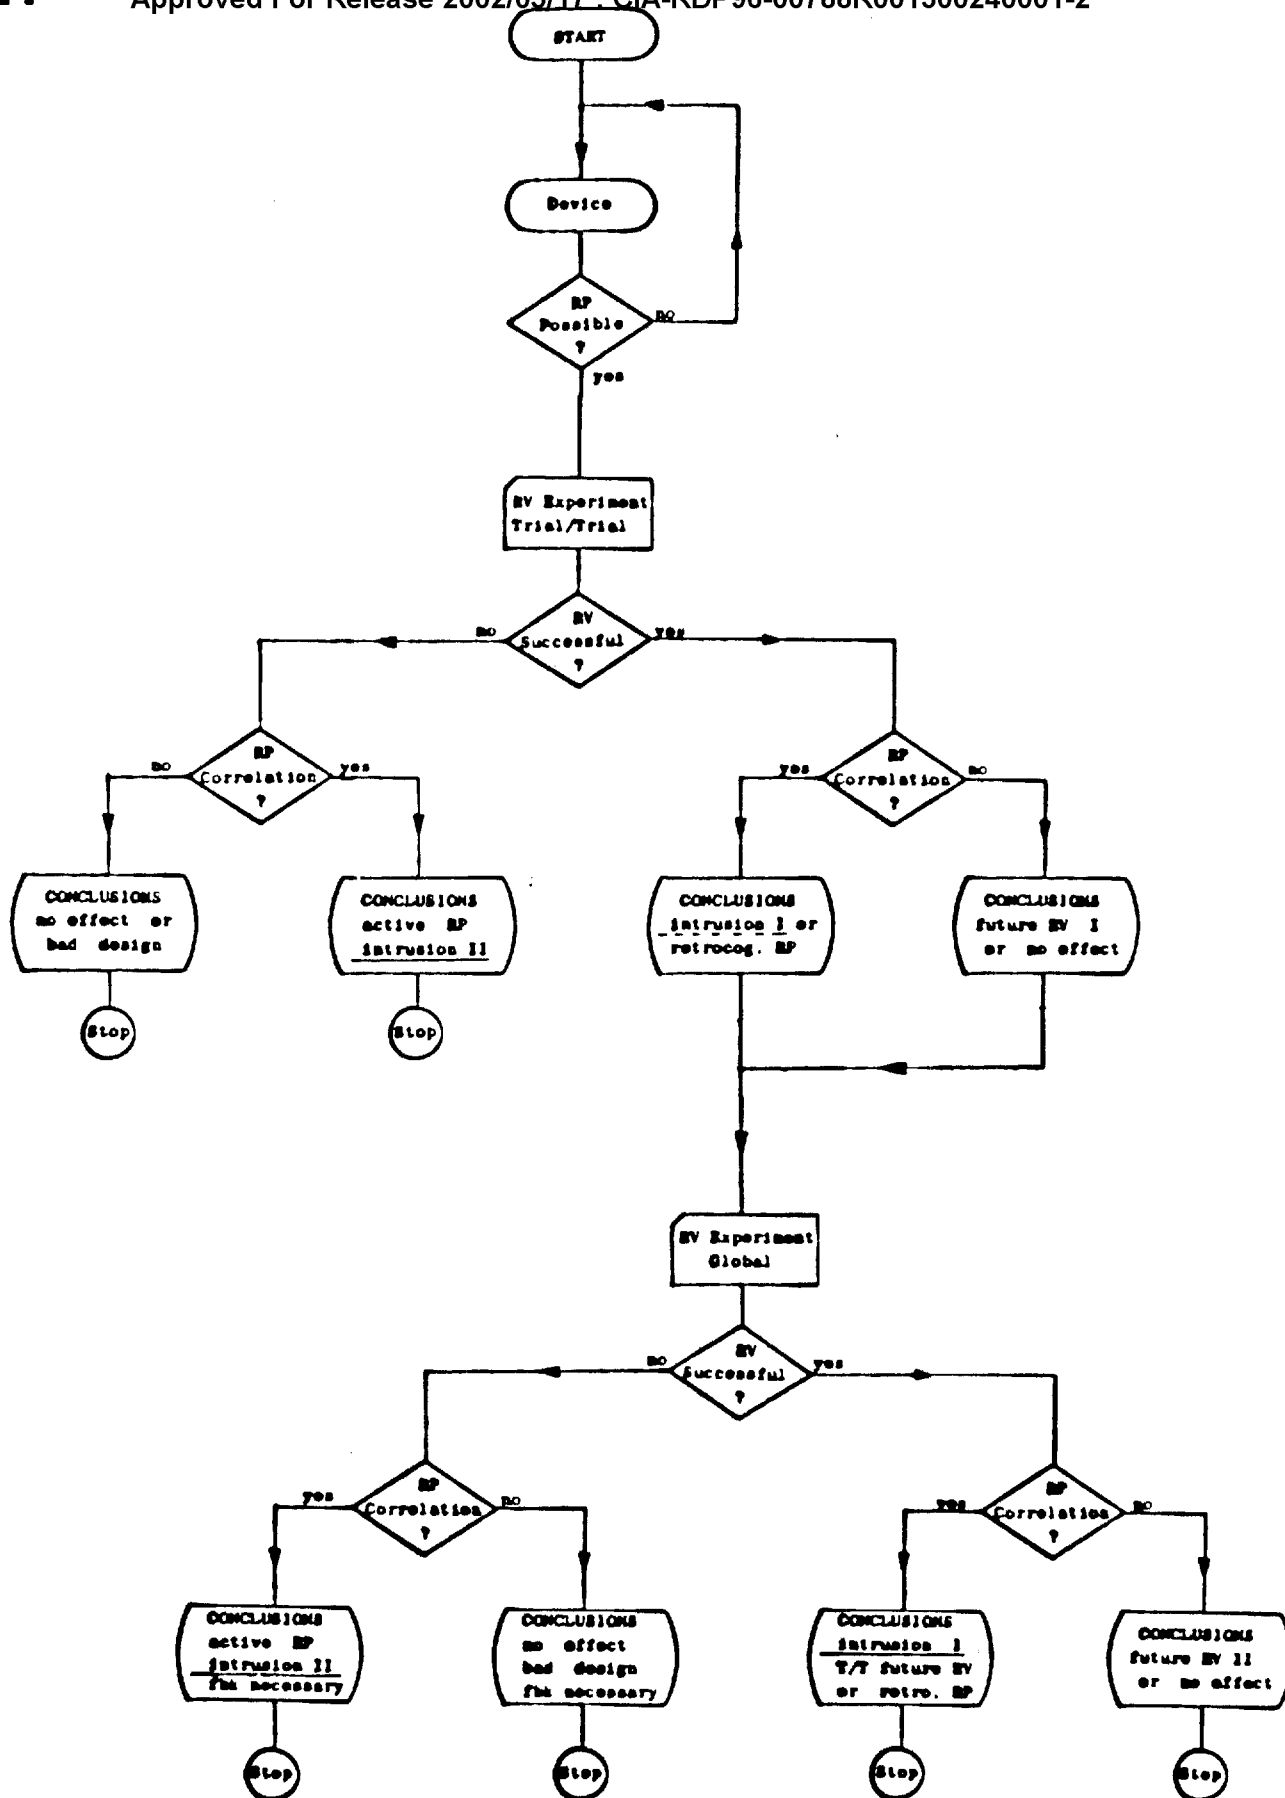 Approved For Release 2002/05/17 : CIA-RDP96-00788R001300240001-2
START
Device
RP
Possible
?
no
yes
RV Experiment
Trial/Trial
RV
Successful
?
no
yes
RP
Correlation
?
no
yes
RP
Correlation
?
yes
no
CONCLUSIONS
no effect or
bad design
CONCLUSIONS
active RP
intrusion II
CONCLUSIONS
intrusion I or
retrocog. RP
CONCLUSIONS
future RV I
or no effect
Stop
Stop
RV Experiment
Global
RV
Successful
?
no
yes
RP
Correlation
?
yes
no
RP
Correlation
?
yes
no
CONCLUSIONS
active RP
intrusion II
fbk necessary
CONCLUSIONS
no effect
bad design
fbk necessary
CONCLUSIONS
intrusion I
T/T future RV
or retro. RP
CONCLUSIONS
future RV II
or no effect
Stop
Stop
Stop
Stop